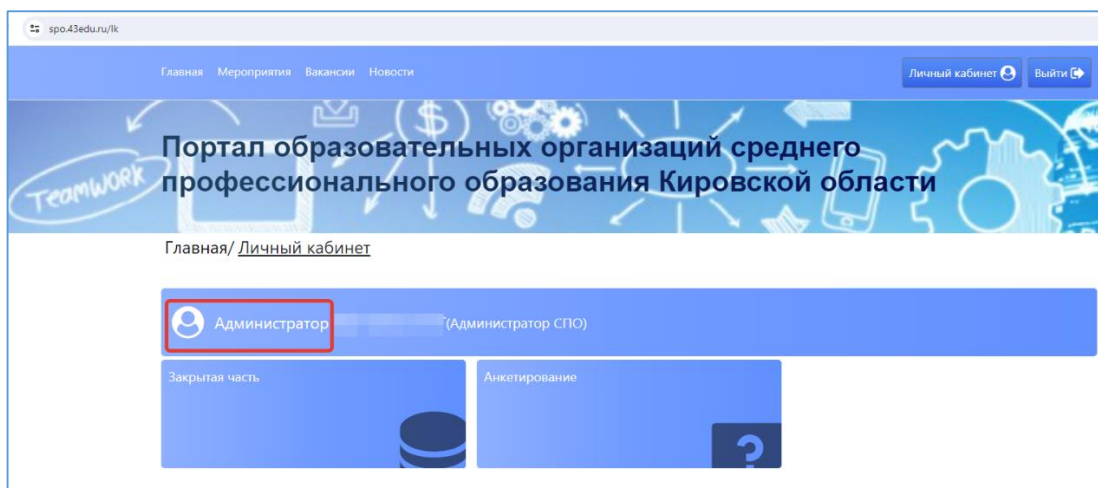 spo.43edu.ru/lk
Главная Мероприятия Вакансии Новости
Личный кабинет Выйти
TEAMWORK
Портал образовательных организаций среднего
профессионального образования Кировской области
Главная/ Личный кабинет
Администратор (Администратор СПО)
Закрытая часть Анкетирование